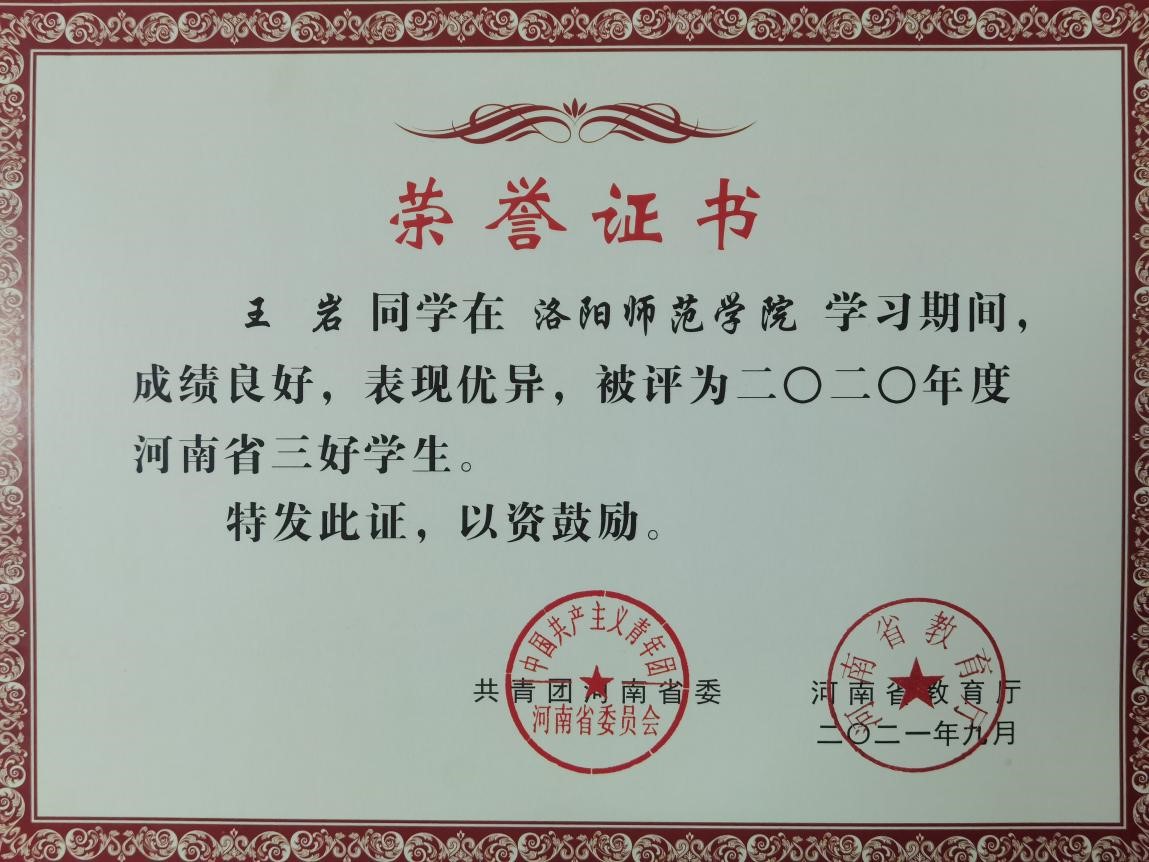 荣誉证书
王 岩 同学在 洛阳师范学院 学习期间，
成绩良好，表现优异，被评为二〇二〇年度
河南省三好学生。
特发此证，以资鼓励。
中国共产主义青年团
河南省委员会
共青团河南省委
河南省教育厅
河南省教育厅
二〇二一年九月